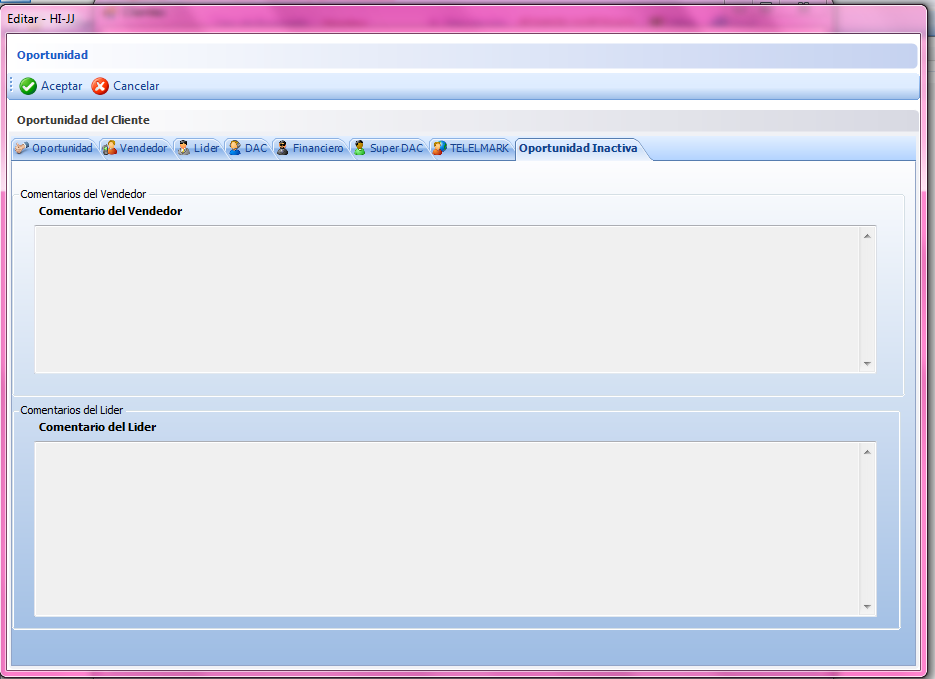 Editar - HI-JJ
Oportunidad
Aceptar Cancelar
Oportunidad del Cliente
Oportunidad Vendedor Lider DAC Financiero Super DAC TELELMARK Oportunidad Inactiva
Comentarios del Vendedor
Comentario del Vendedor
Comentarios del Lider
Comentario del Lider